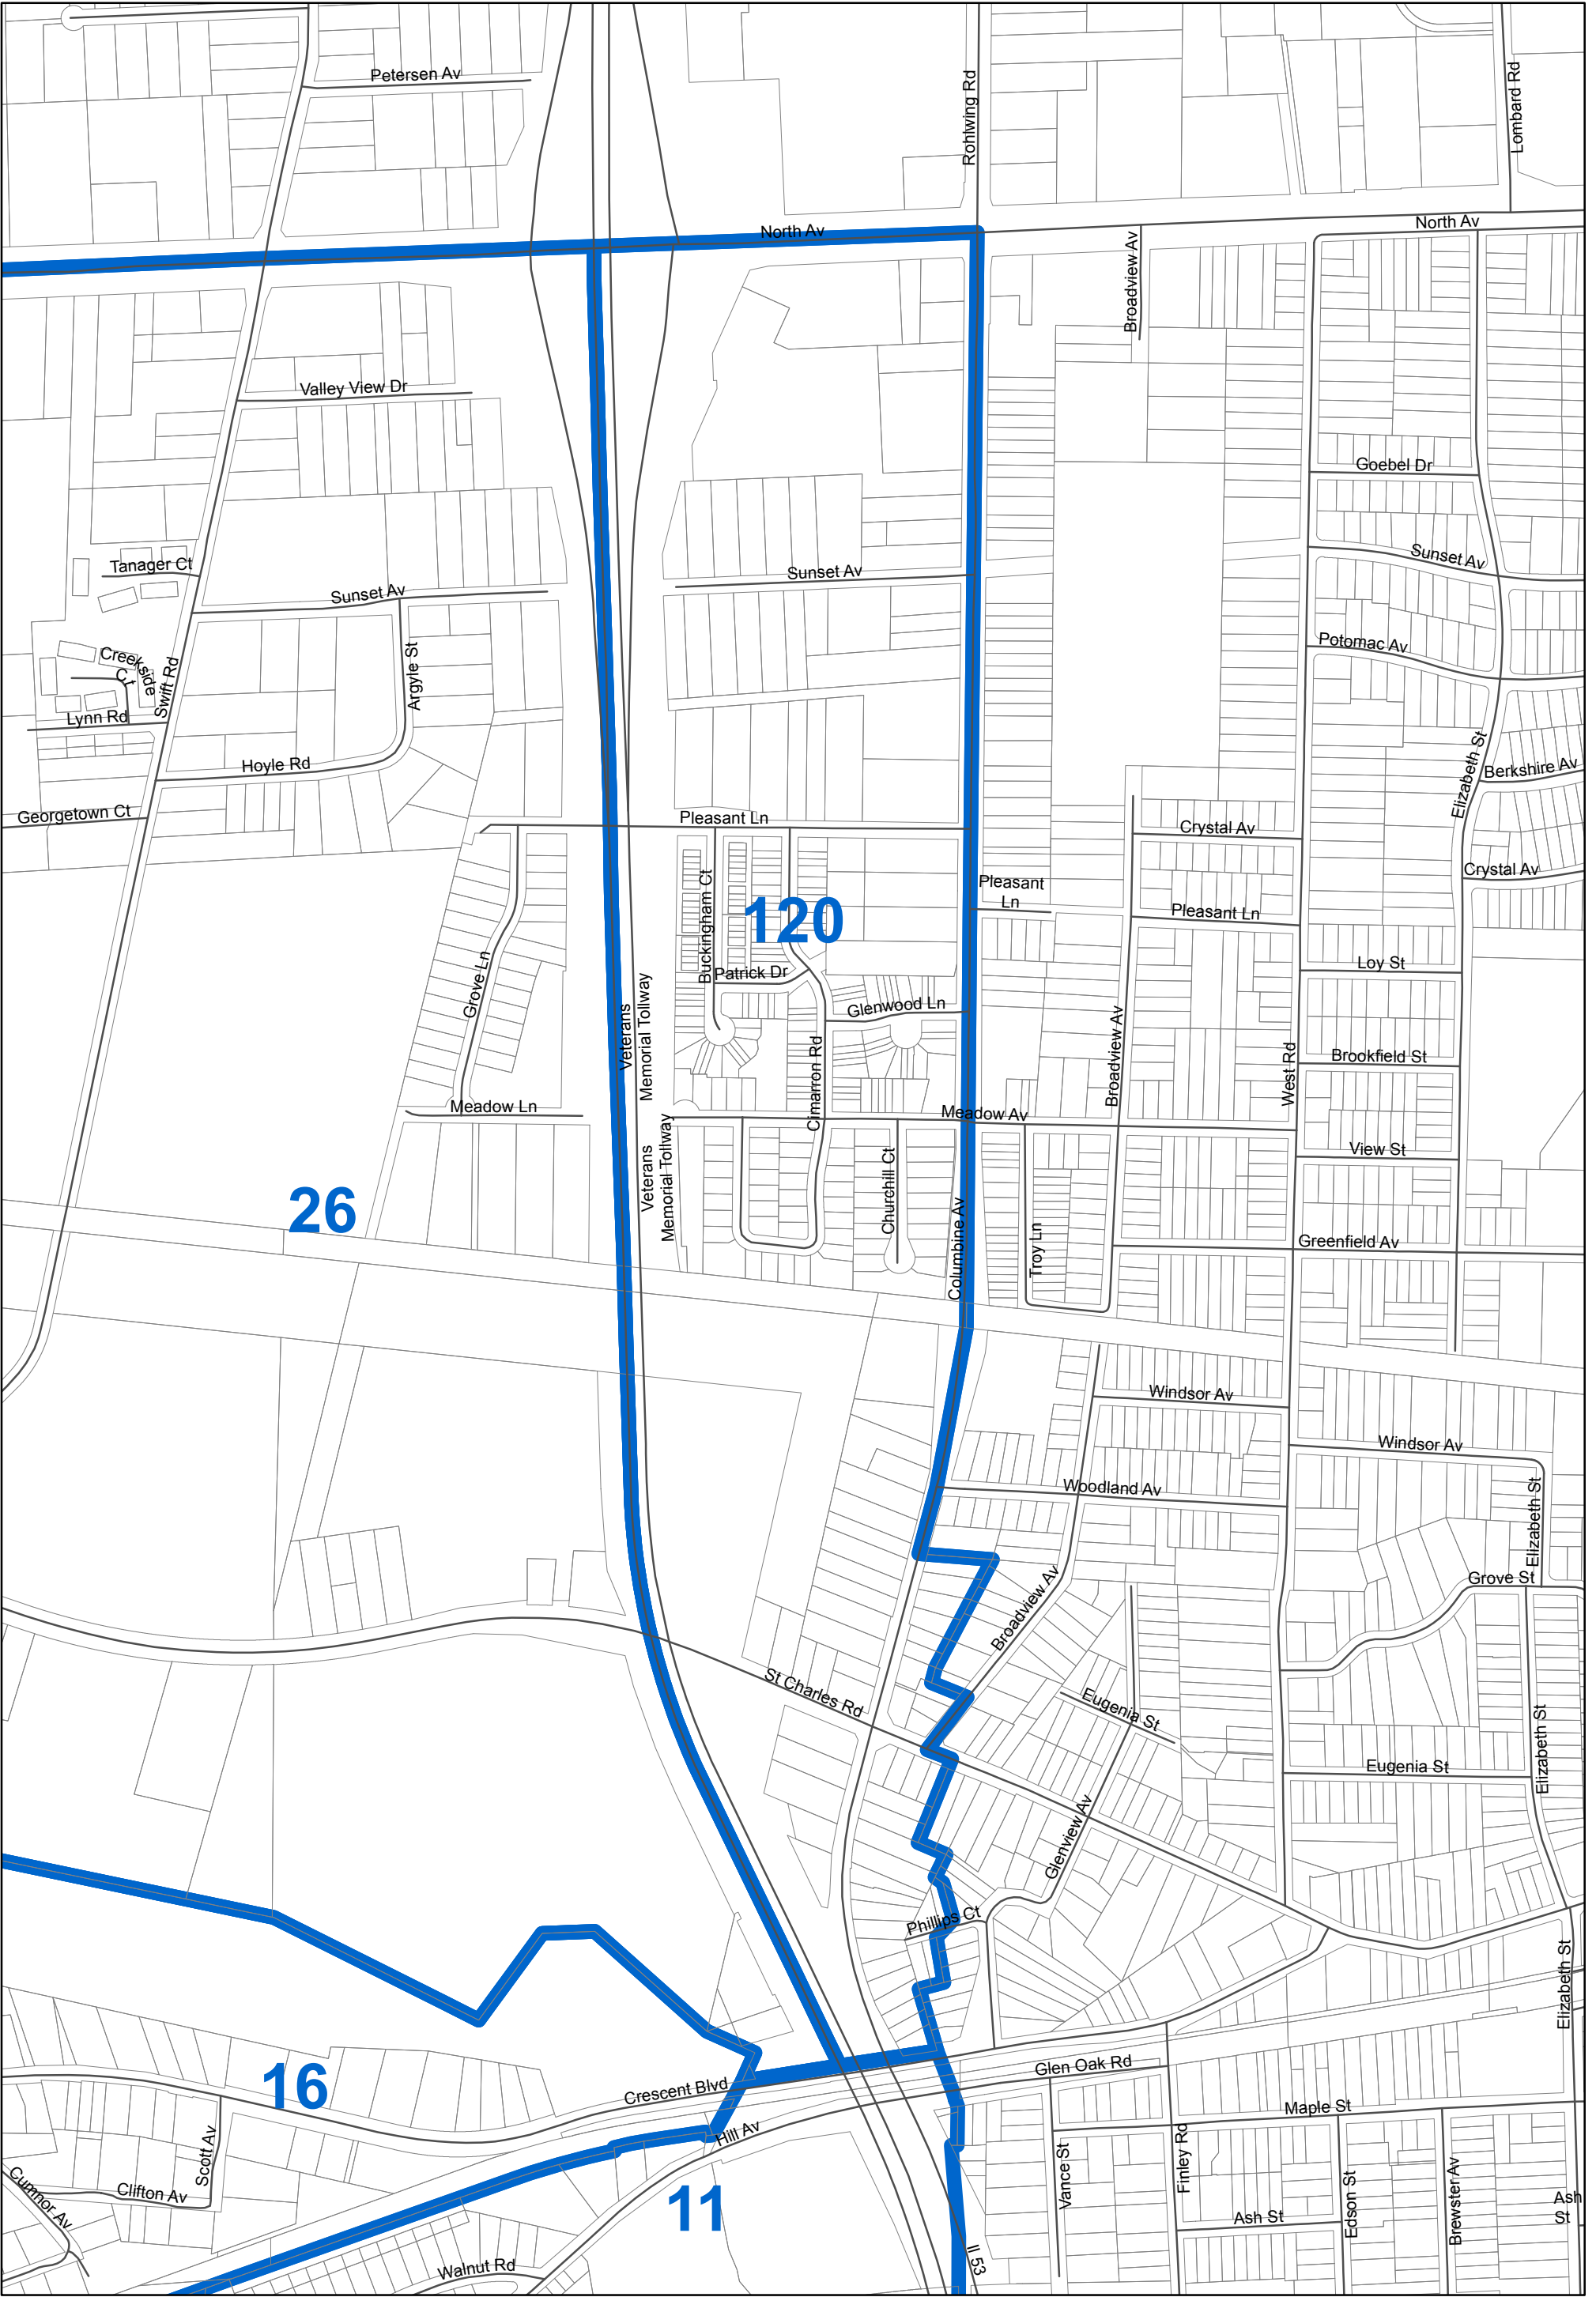 Petersen Av
Rohlwing Rd
Lombard Rd
North Av
North Av
Broadview Av
Valley View Dr
Goebel Dr
Sunset Av
Tanager Ct
Sunset Av
Sunset Av
Potomac Av
Creekside
Ct
Swift Rd
Argyle St
Lynn Rd
Hoyle Rd
Elizabeth St
Berkshire Av
Georgetown Ct
Pleasant Ln
Crystal Av
Crystal Av
Buckingham Ct
120
Pleasant
Ln
Pleasant Ln
Loy St
Grove Ln
Patrick Dr
Glenwood Ln
Veterans
Memorial Tollway
Cimarron Rd
Broadview Av
West Rd
Brookfield St
Meadow Ln
Meadow Av
Veterans
Memorial Tollway
Churchill Ct
View St
26
Columbine Av
Troy Ln
Greenfield Av
Windsor Av
Windsor Av
Woodland Av
Elizabeth St
Grove St
Broadview Av
St Charles Rd
Eugenia St
Elizabeth St
Eugenia St
Glenview Av
Phillips Ct
Elizabeth St
16
Crescent Blvd
Glen Oak Rd
Maple St
Scott Av
Hill Av
Cumnor Av
Clifton Av
11
Vance St
Finley Rd
Ash St
Edson St
Brewster Av
Ash
St
Walnut Rd
Il 53